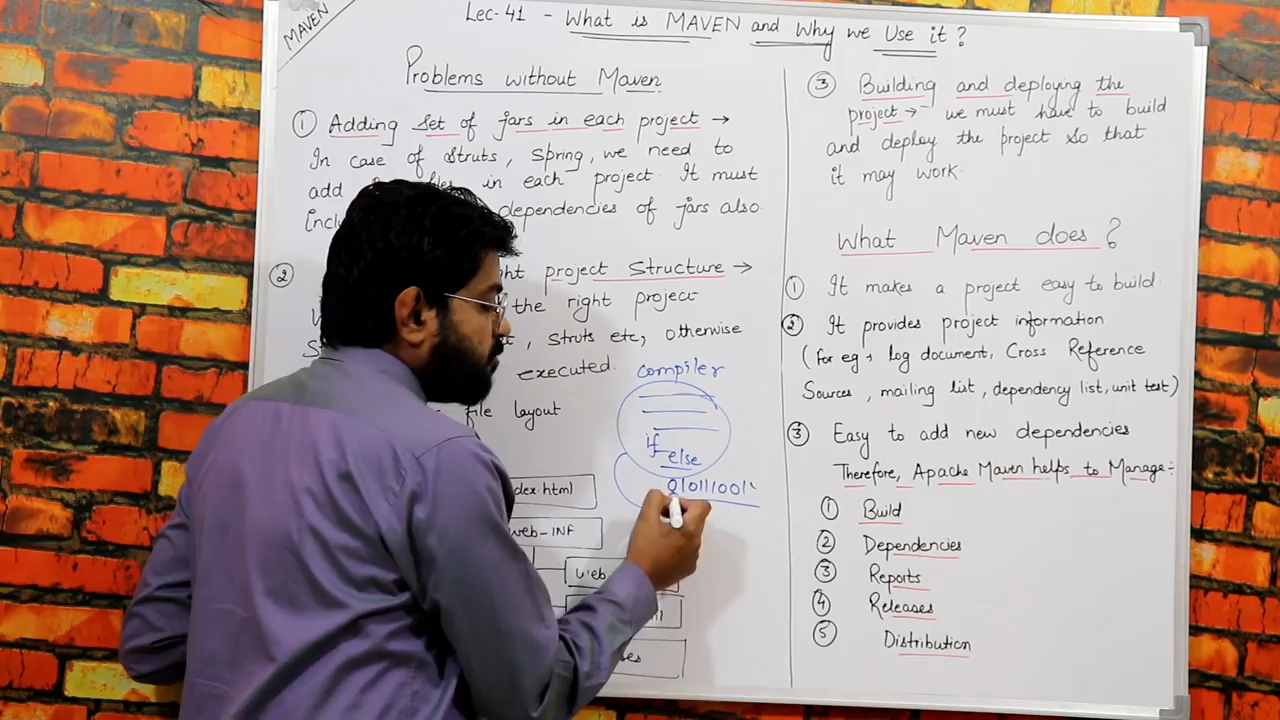 MAVEN
Lec-41 - What is MAVEN and Why we Use it?
Problems without Maven
① Adding set of jars in each project →
In case of struts, spring, we need to
add in each project. It must
dependencies of jars also.
②
project structure →
the right project
, struts etc, otherwise
executed.
file layout
compiler
if
else
01011001
web-INF
③ Building and deploying the
project → we must have to build
and deploy the project so that
it may work.
What Maven does?
① It makes a project easy to build.
② It provides project information
(for eg → log document, Cross Reference
Sources, mailing list, dependency list, unit test)
③ Easy to add new dependencies
Therefore, Apache Maven helps to Manage:-
① Build
② Dependencies
③ Reports
④ Releases
⑤ Distribution